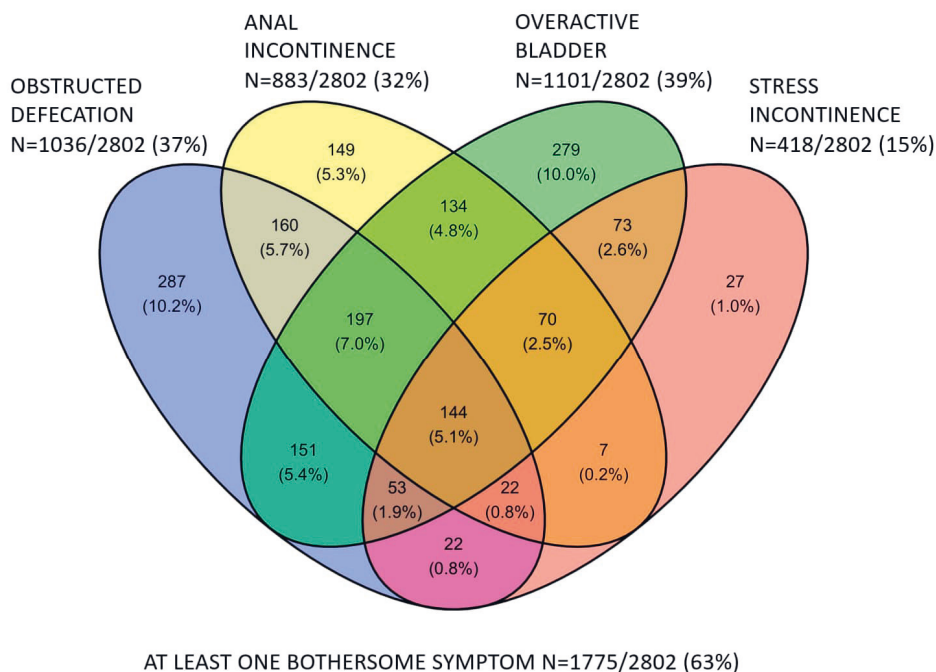 ANAL
INCONTINENCE
N=883/2802 (32%)
OVERACTIVE
BLADDER
N=1101/2802 (39%)
OBSTRUCTED
DEFECATION
N=1036/2802 (37%)
STRESS
INCONTINENCE
N=418/2802 (15%)
149
(5.3%)
279
(10.0%)
160
(5.7%)
134
(4.8%)
73
(2.6%)
287
(10.2%)
27
(1.0%)
197
(7.0%)
70
(2.5%)
144
(5.1%)
151
(5.4%)
7
(0.2%)
53
(1.9%)
22
(0.8%)
22
(0.8%)
AT LEAST ONE BOTHERSOME SYMPTOM N=1775/2802 (63%)